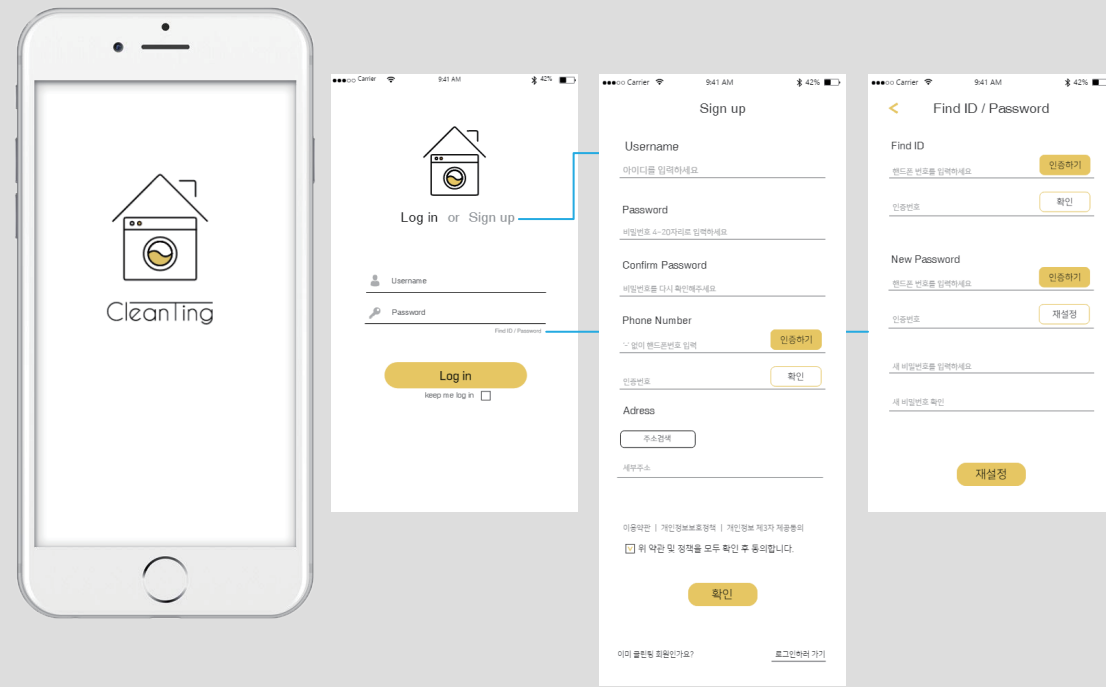 CleanTing
Carrier 9:41 AM 42%
Log in or Sign up
Username
Password
Find ID / Password
Log in
keep me log in
Carrier 9:41 AM 42%
Sign up
Username
아이디를 입력하세요
Password
비밀번호 4~20자리로 입력하세요
Confirm Password
비밀번호를 다시 확인해주세요
Phone Number
'-' 없이 핸드폰번호 입력
인증하기
인증번호
확인
Adress
주소검색
세부주소
이용약관 | 개인정보보호정책 | 개인정보 제3자 제공동의
위 약관 및 정책을 모두 확인 후 동의합니다.
확인
이미 클린팅 회원인가요? 로그인하러 가기
Carrier 9:41 AM 42%
< Find ID / Password
Find ID
핸드폰 번호를 입력하세요
인증하기
인증번호
확인
New Password
핸드폰 번호를 입력하세요
인증하기
인증번호
재설정
새 비밀번호를 입력하세요
새 비밀번호 확인
재설정